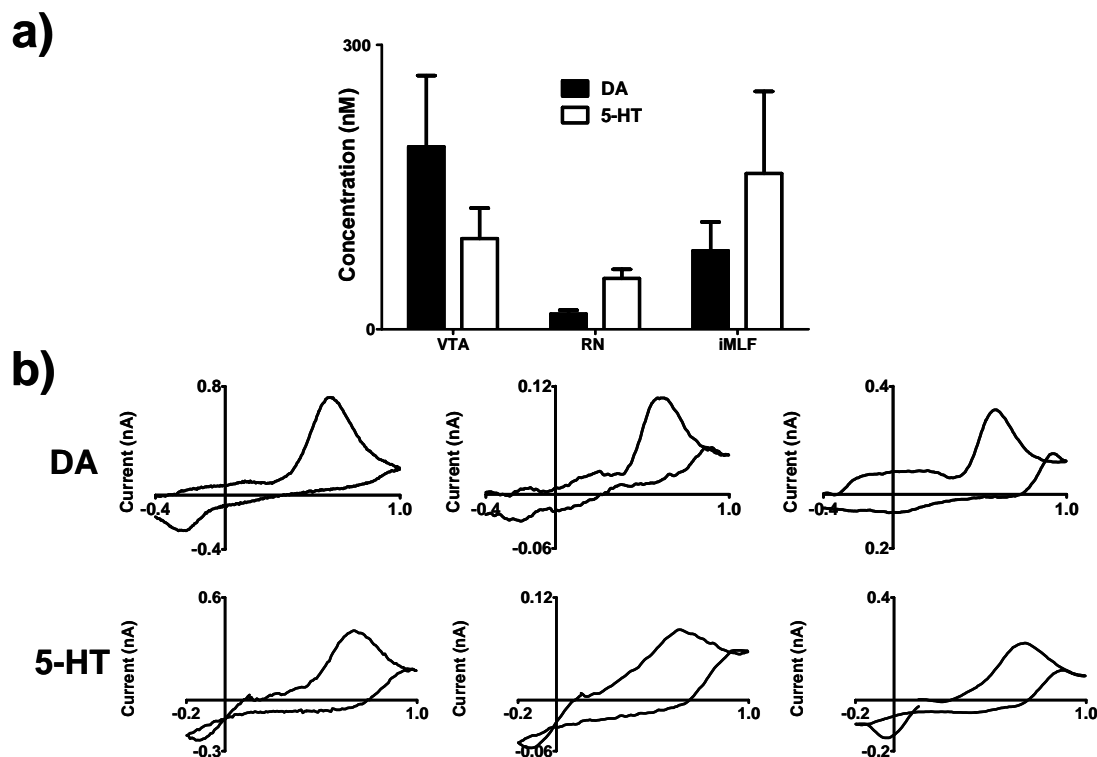 a)
300
Concentration (nM)
DA
5-HT
0
VTA RN iMLF
b)
DA
0.8
Current (nA)
-0.4 1.0
-0.4
0.12
Current (nA)
-0.4 1.0
-0.06
0.4
Current (nA)
-0.4 1.0
0.2
5-HT
0.6
Current (nA)
-0.2 1.0
-0.3
0.12
Current (nA)
-0.2 1.0
-0.06
0.4
Current (nA)
-0.2 1.0
-0.2